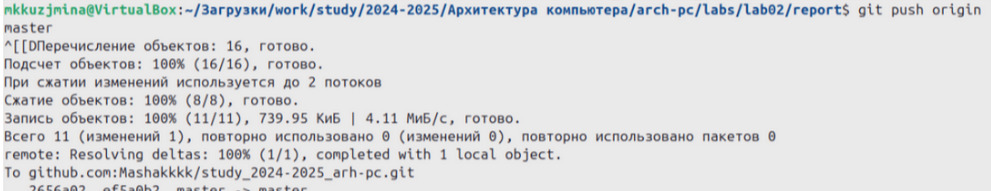 mkkuzjmina@VirtualBox:~/Загрузки/work/study/2024-2025/Архитектура компьютера/arch-pc/labs/lab02/report$ git push origin
master
^[[DПеречисление объектов: 16, готово.
Подсчет объектов: 100% (16/16), готово.
При сжатии изменений используется до 2 потоков
Сжатие объектов: 100% (8/8), готово.
Запись объектов: 100% (11/11), 739.95 КиБ | 4.11 МиБ/с, готово.
Всего 11 (изменений 1), повторно использовано 0 (изменений 0), повторно использовано пакетов 0
remote: Resolving deltas: 100% (1/1), completed with 1 local object.
To github.com:Mashakkkk/study_2024-2025_arh-pc.git
master -> master